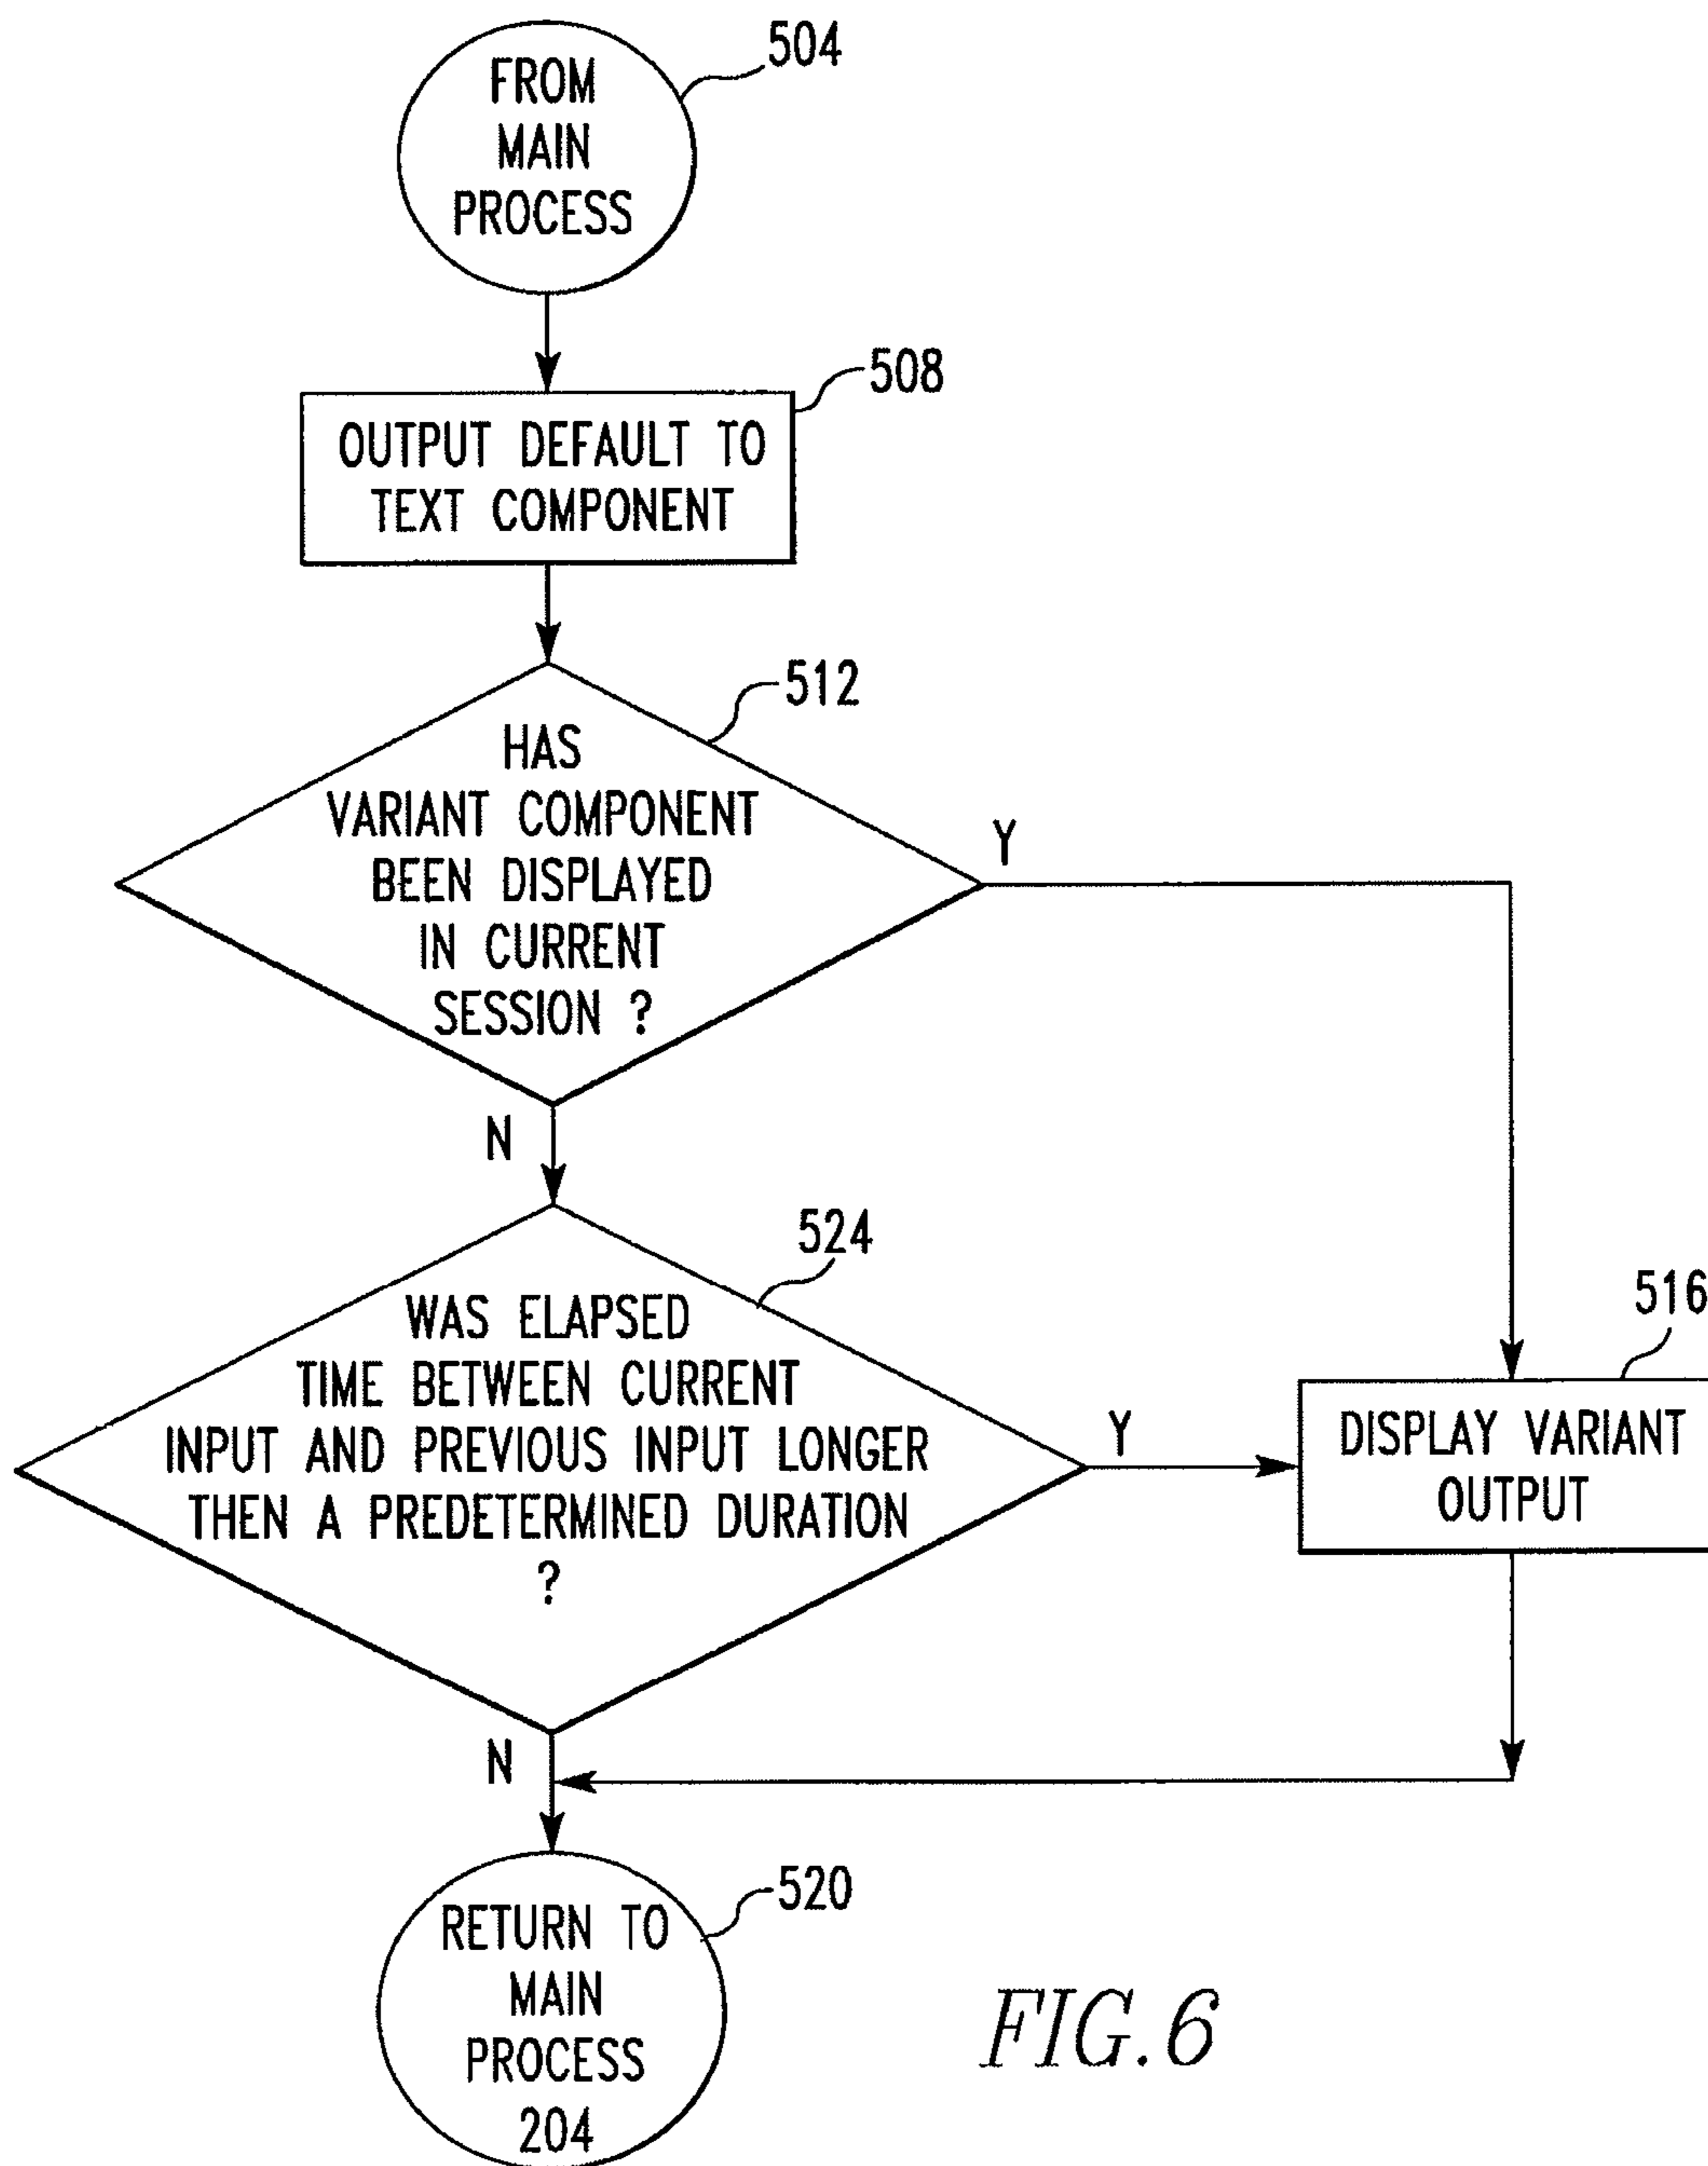 504
FROM
MAIN
PROCESS
508
OUTPUT DEFAULT TO
TEXT COMPONENT
512
HAS
VARIANT COMPONENT
BEEN DISPLAYED
IN CURRENT
SESSION ?
Y
N
524
WAS ELAPSED
TIME BETWEEN CURRENT
INPUT AND PREVIOUS INPUT LONGER
THEN A PREDETERMINED DURATION
?
Y
516
DISPLAY VARIANT
OUTPUT
N
520
RETURN TO
MAIN
PROCESS
204
FIG. 6